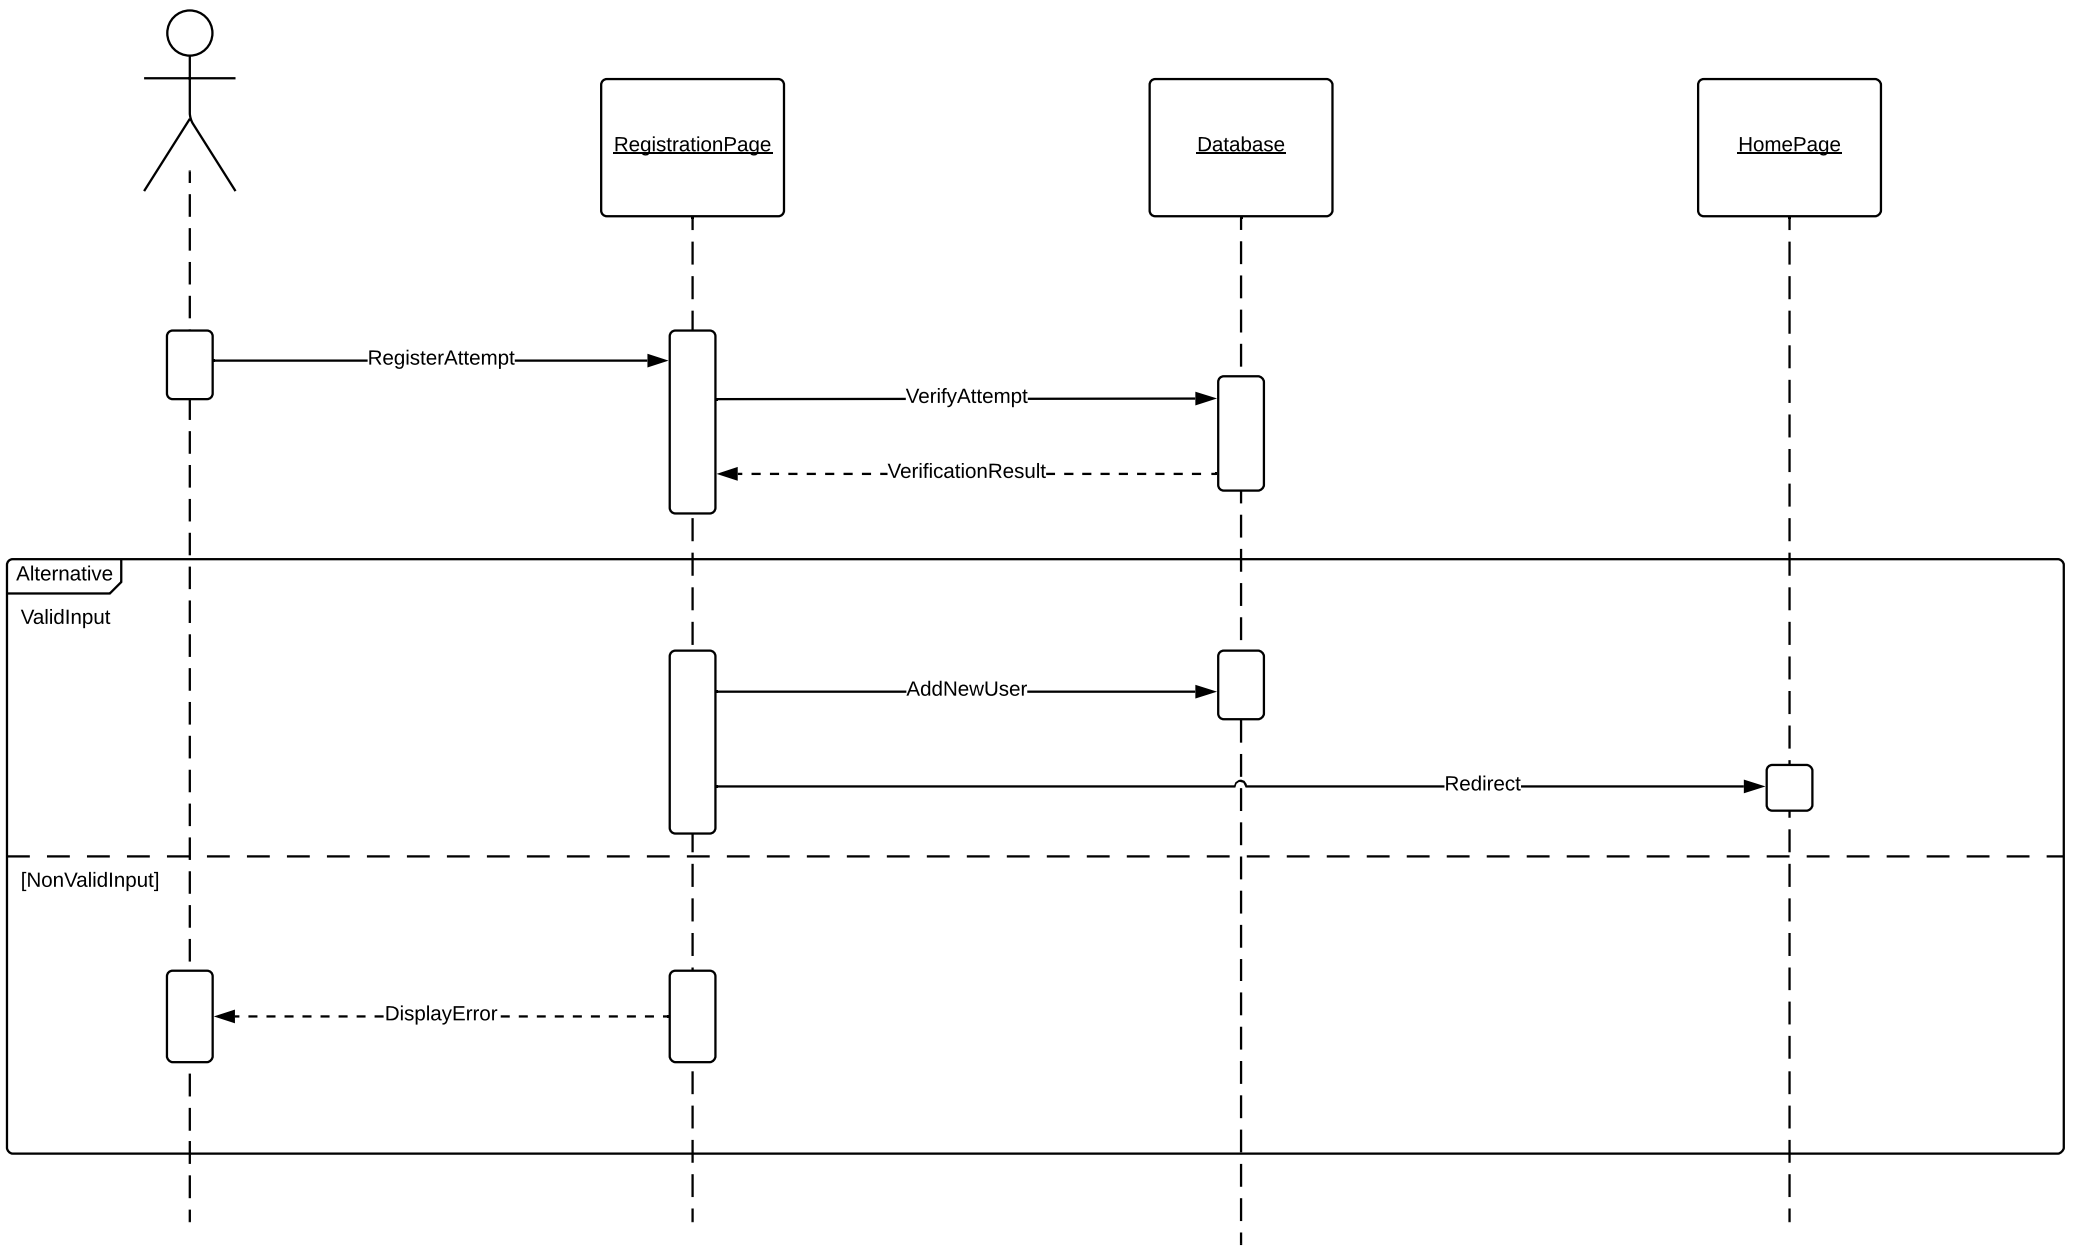 RegistrationPage
Database
HomePage
RegisterAttempt
VerifyAttempt
VerificationResult
Alternative
ValidInput
AddNewUser
Redirect
[NonValidInput]
DisplayError